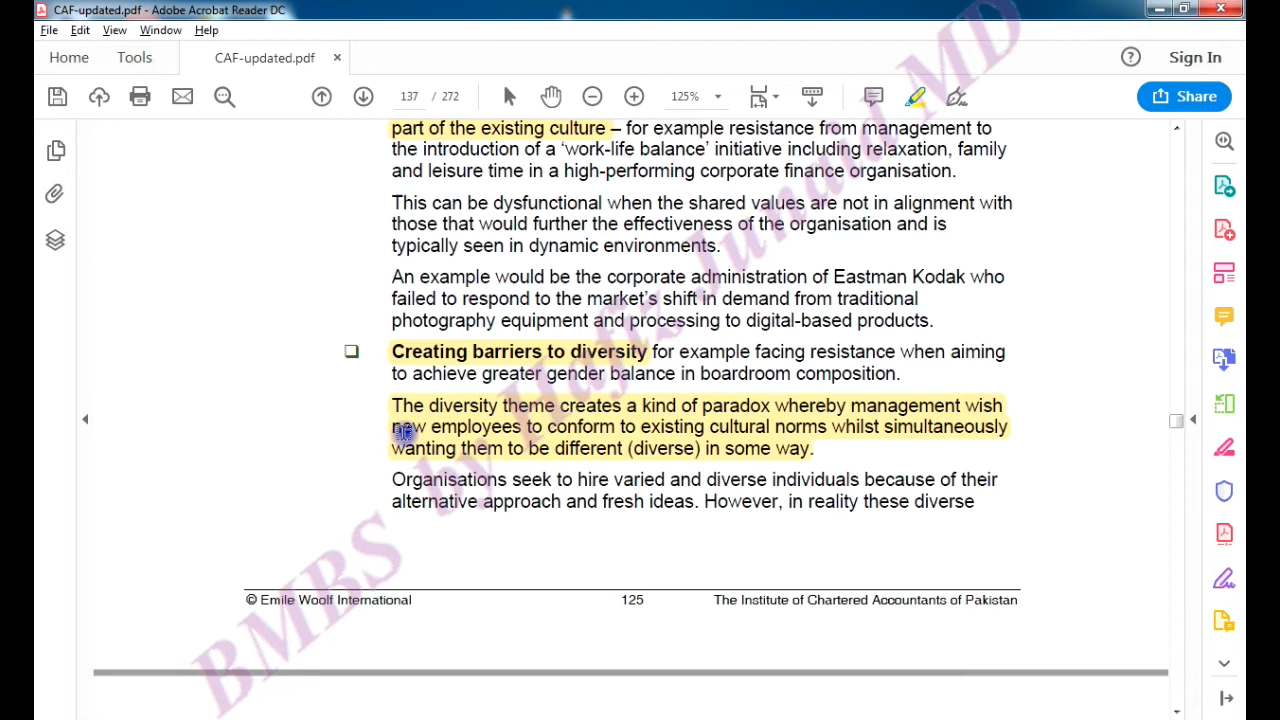 CAF-updated.pdf - Adobe Acrobat Reader DC
File Edit View Window Help
Home Tools CAF-updated.pdf × Sign In
137 / 272 125% Share
part of the existing culture – for example resistance from management to
the introduction of a 'work-life balance' initiative including relaxation, family
and leisure time in a high-performing corporate finance organisation.
This can be dysfunctional when the shared values are not in alignment with
those that would further the effectiveness of the organisation and is
typically seen in dynamic environments.
An example would be the corporate administration of Eastman Kodak who
failed to respond to the market's shift in demand from traditional
photography equipment and processing to digital-based products.
Creating barriers to diversity for example facing resistance when aiming
to achieve greater gender balance in boardroom composition.
The diversity theme creates a kind of paradox whereby management wish
new employees to conform to existing cultural norms whilst simultaneously
wanting them to be different (diverse) in some way.
Organisations seek to hire varied and diverse individuals because of their
alternative approach and fresh ideas. However, in reality these diverse
© Emile Woolf International 125 The Institute of Chartered Accountants of Pakistan
BMBS by Hafiz Junaid MD